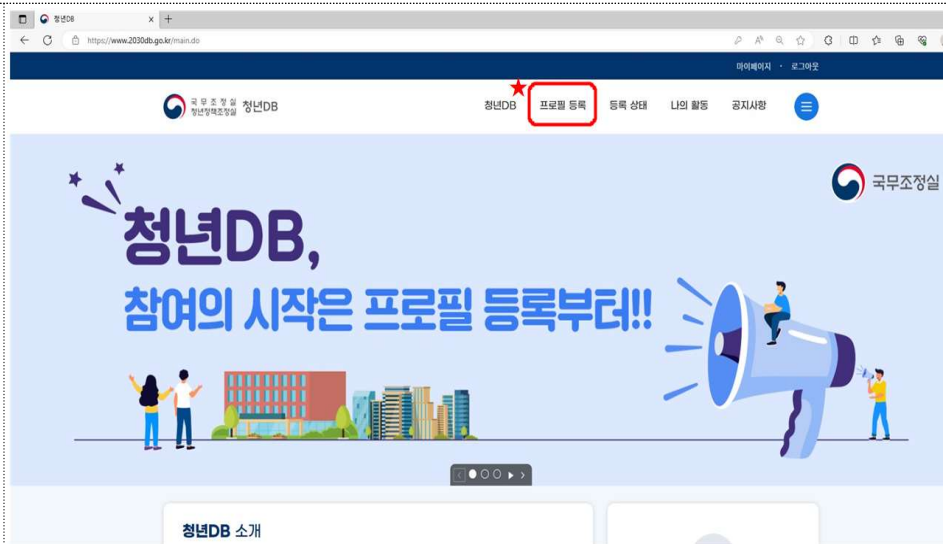 청년DB
https://www.2030db.go.kr/main.do
마이페이지 · 로그아웃
국무조정실
청년정책조정실
청년DB
청년DB 프로필 등록 등록 상태 나의 활동 공지사항
국무조정실
청년DB,
참여의 시작은 프로필 등록부터!!
청년DB 소개